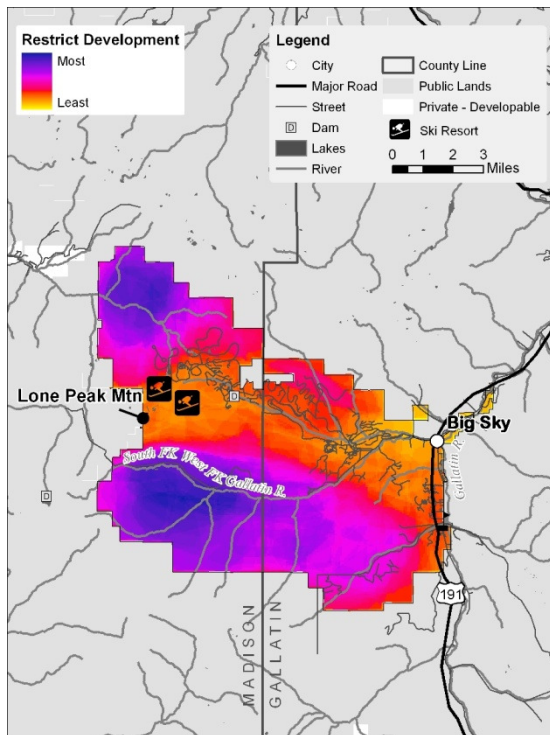 Restrict Development
Most
Least
Legend
City
Major Road
Street
D
Dam
Lakes
River
County Line
Public Lands
Private - Developable
Ski Resort
0 1 2 3
Miles
Lone Peak Mtn
D
Big Sky
South FK West FK Gallatin R.
Gallatin R.
D
191
MADISON
GALLATIN